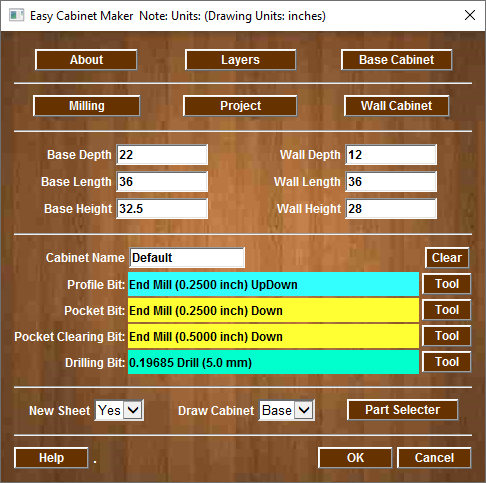 Easy Cabinet Maker  Note: Units: (Drawing Units: inches)
About Layers Base Cabinet
Milling Project Wall Cabinet
Base Depth 22 Wall Depth 12
Base Length 36 Wall Length 36
Base Height 32.5 Wall Height 28
Cabinet Name Default Clear
Profile Bit: End Mill (0.2500 inch) UpDown Tool
Pocket Bit: End Mill (0.2500 inch) Down Tool
Pocket Clearing Bit: End Mill (0.5000 inch) Down Tool
Drilling Bit: 0.19685 Drill (5.0 mm) Tool
New Sheet Yes Draw Cabinet Base Part Selecter
Help . OK Cancel